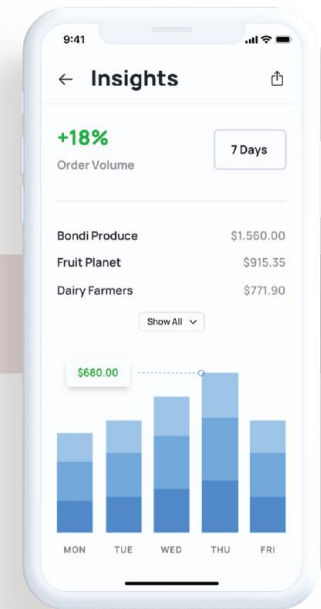 9:41
Insights
+18%
Order Volume
7 Days
Bondi Produce $1.560.00
Fruit Planet $915.35
Dairy Farmers $771.90
Show All
$680.00
MON TUE WED THU FRI